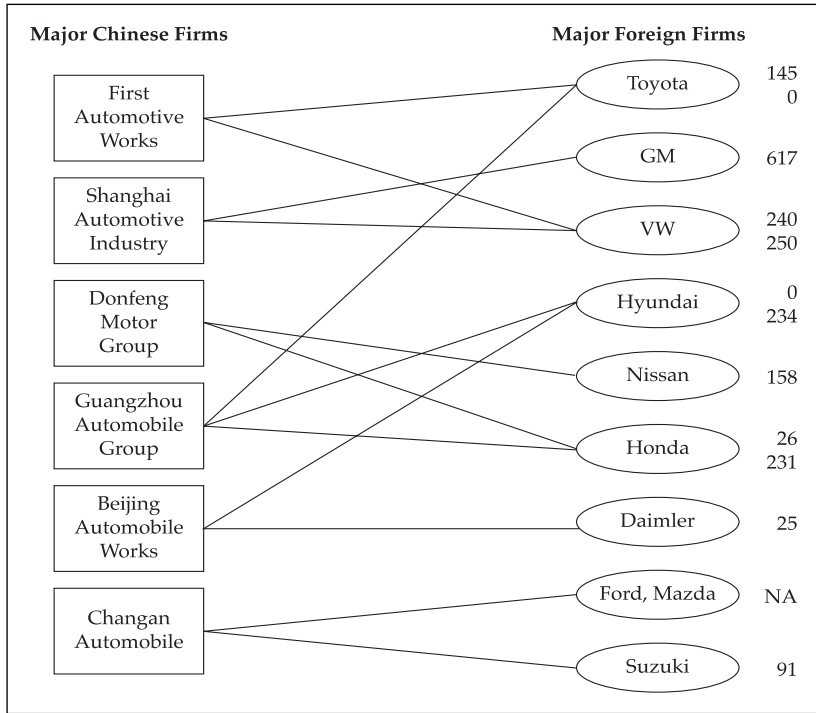 Major Chinese Firms
Major Foreign Firms
First
Automotive
Works
Shanghai
Automotive
Industry
Donfeng
Motor
Group
Guangzhou
Automobile
Group
Beijing
Automobile
Works
Changan
Automobile
Toyota
145
0
GM
617
VW
240
250
Hyundai
0
234
Nissan
158
Honda
26
231
Daimler
25
Ford, Mazda
NA
Suzuki
91